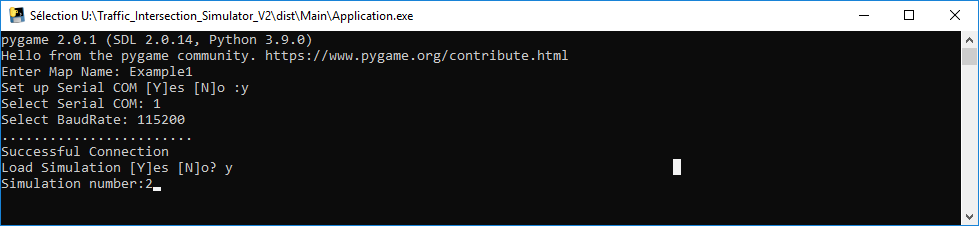 Sélection U:\Traffic_Intersection_Simulator_V2\dist\Main\Application.exe
pygame 2.0.1 (SDL 2.0.14, Python 3.9.0)
Hello from the pygame community. https://www.pygame.org/contribute.html
Enter Map Name: Example1
Set up Serial COM [Y]es [N]o :y
Select Serial COM: 1
Select BaudRate: 115200
........................
Successful Connection
Load Simulation [Y]es [N]o? y
Simulation number:2